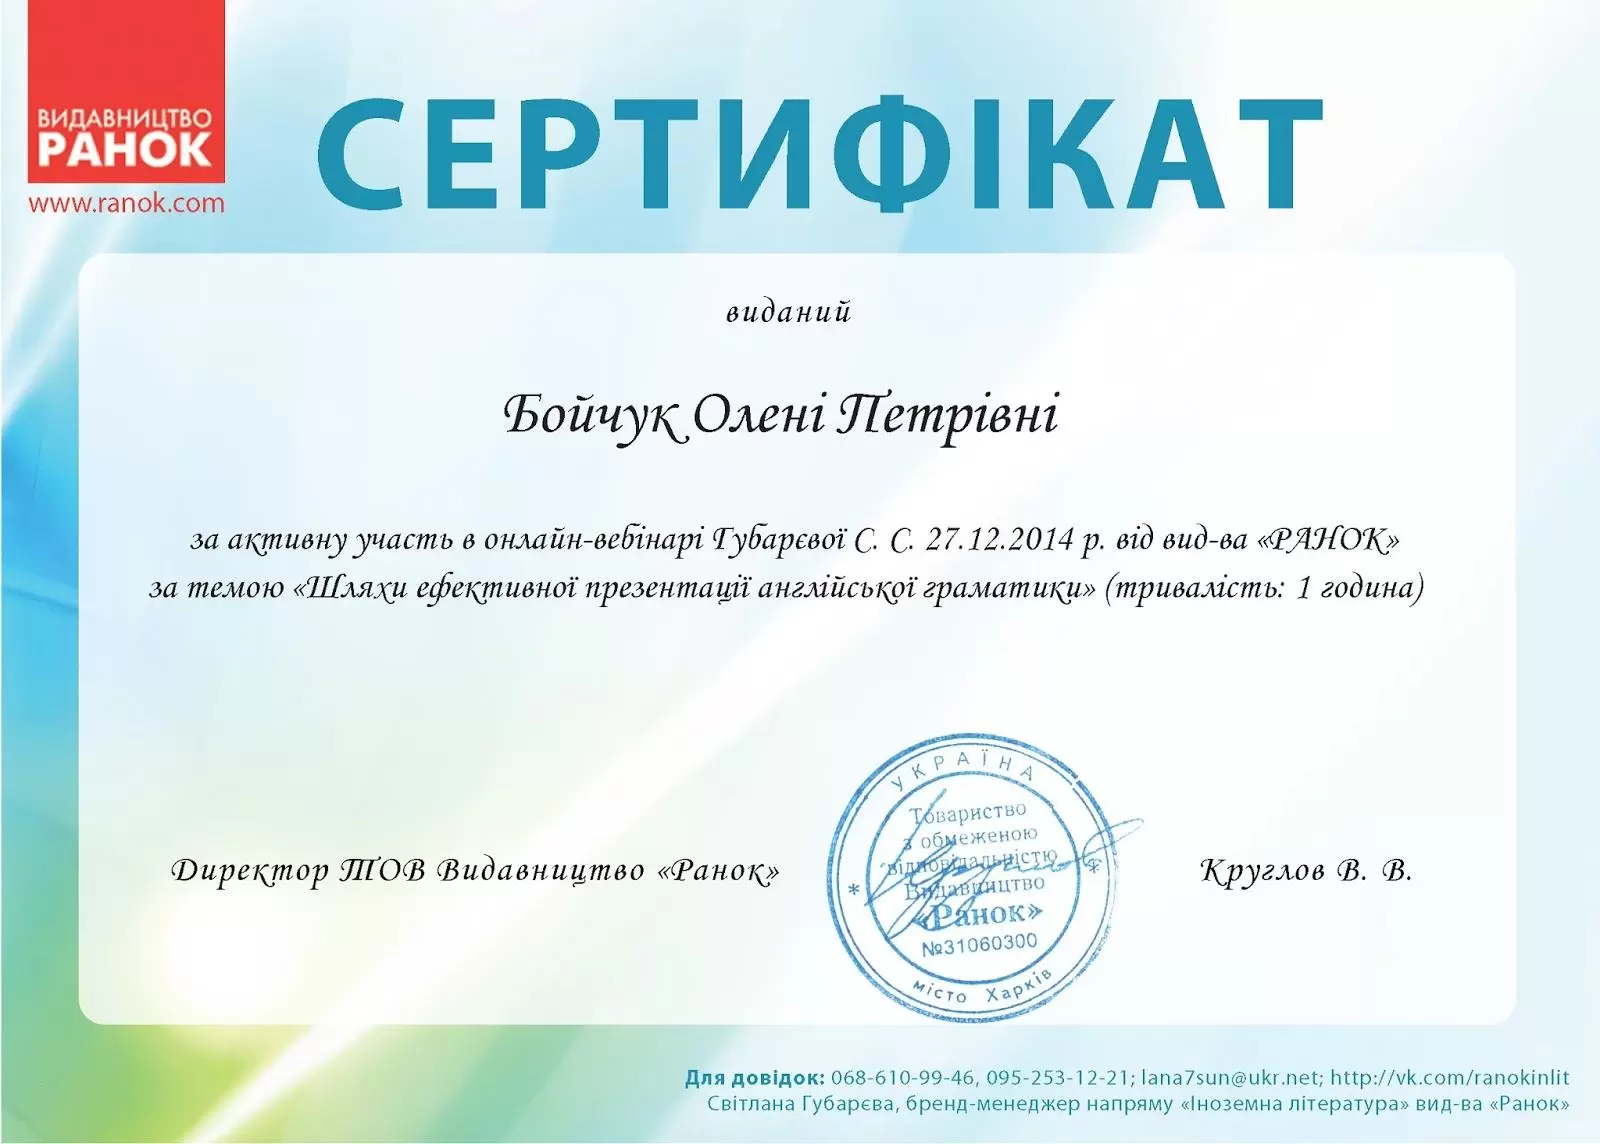 ВИДАВНИЦТВО
РАНОК
www.ranok.com
СЕРТИФІКАТ
виданий
Бойчук Олені Петрівні
за активну участь в онлайн-вебінарі Губарєвої С. С. 27.12.2014 р. від вид-ва «РАНОК»
за темою «Шляхи ефективної презентації англійської граматики» (тривалість: 1 година)
Директор ТОВ Видавництво «Ранок»
УКРАЇНА
Товариство
з обмеженою
відповідальністю
Видавництво
«Ранок»
№31060300
місто Харків
Круглов В. В.
Для довідок: 068-610-99-46, 095-253-12-21; lana7sun@ukr.net; http://vk.com/ranokinlit
Світлана Губарєва, бренд-менеджер напряму «Іноземна література» вид-ва «Ранок»